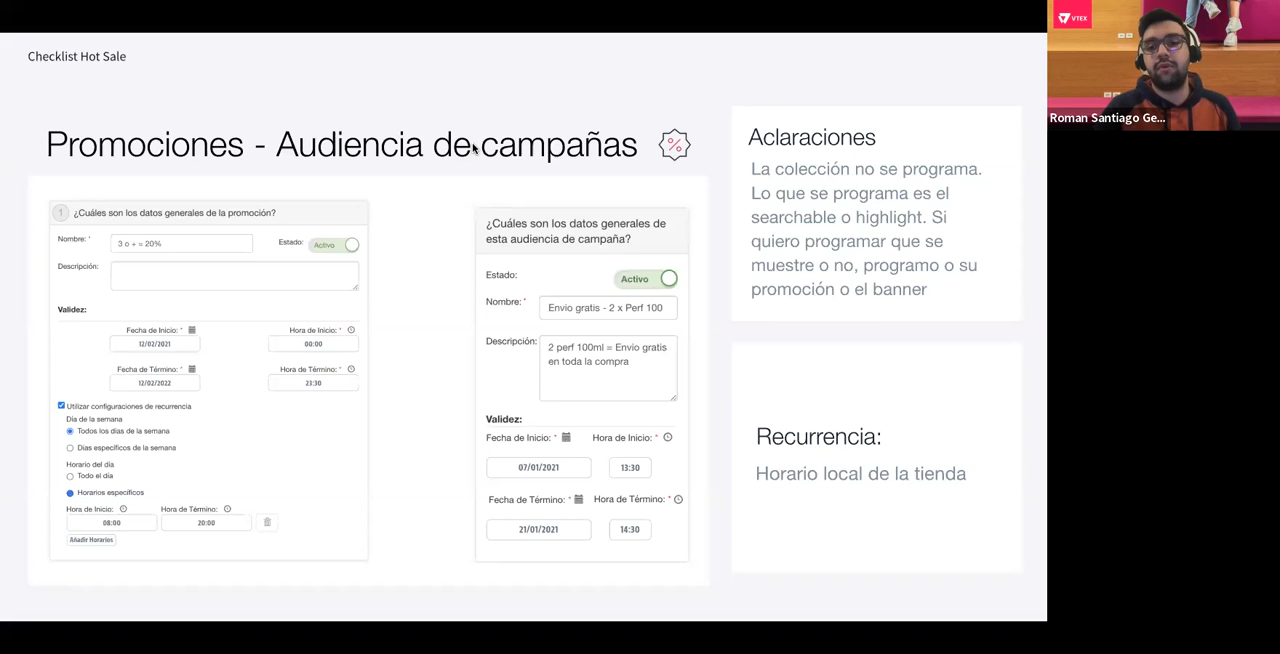 Checklist Hot Sale
Promociones - Audiencia de campañas
%
1 ¿Cuáles son los datos generales de la promoción?
Nombre: * 3 o + = 20% Estado: Activo
Descripción:
Validez:
Fecha de Inicio: * Hora de Inicio: *
12/02/2021 00:00
Fecha de Término: * Hora de Término: *
12/02/2022 23:30
Utilizar configuraciones de recurrencia
Día de la semana
Todos los días de la semana
Días específicos de la semana
Horario del día
Todo el día
Horarios específicos
Hora de Inicio: Hora de Término:
08:00 20:00
Añadir Horarios
¿Cuáles son los datos generales de
esta audiencia de campaña?
Estado: Activo
Nombre: * Envio gratis - 2 x Perf 100
Descripción: 2 perf 100ml = Envio gratis
en toda la compra
Validez:
Fecha de Inicio: * Hora de Inicio: *
07/01/2021 13:30
Fecha de Término: * Hora de Término: *
21/01/2021 14:30
Aclaraciones
La colección no se programa.
Lo que se programa es el
searchable o highlight. Si
quiero programar que se
muestre o no, programo o su
promoción o el banner
Recurrencia:
Horario local de la tienda
VTEX
Roman Santiago Ge...